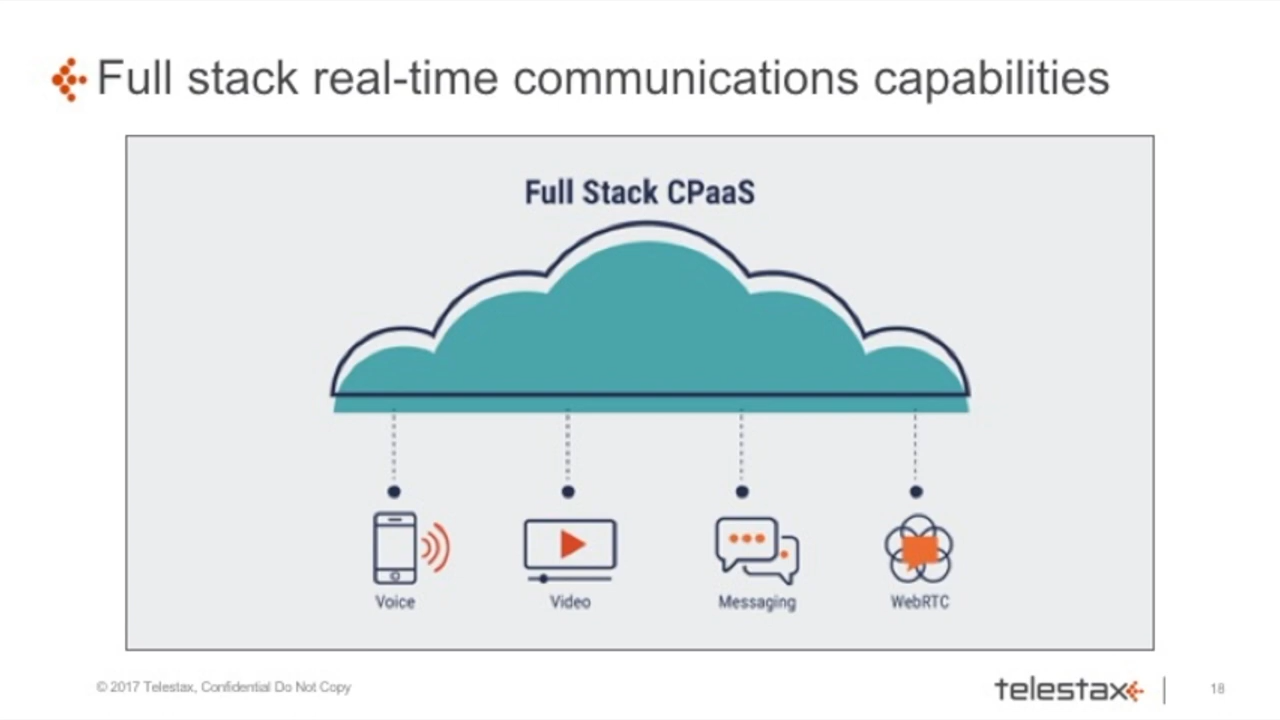 Full stack real-time communications capabilities
Full Stack CPaaS
Voice
Video
Messaging
WebRTC
© 2017 Telestax, Confidential Do Not Copy
telestax
18